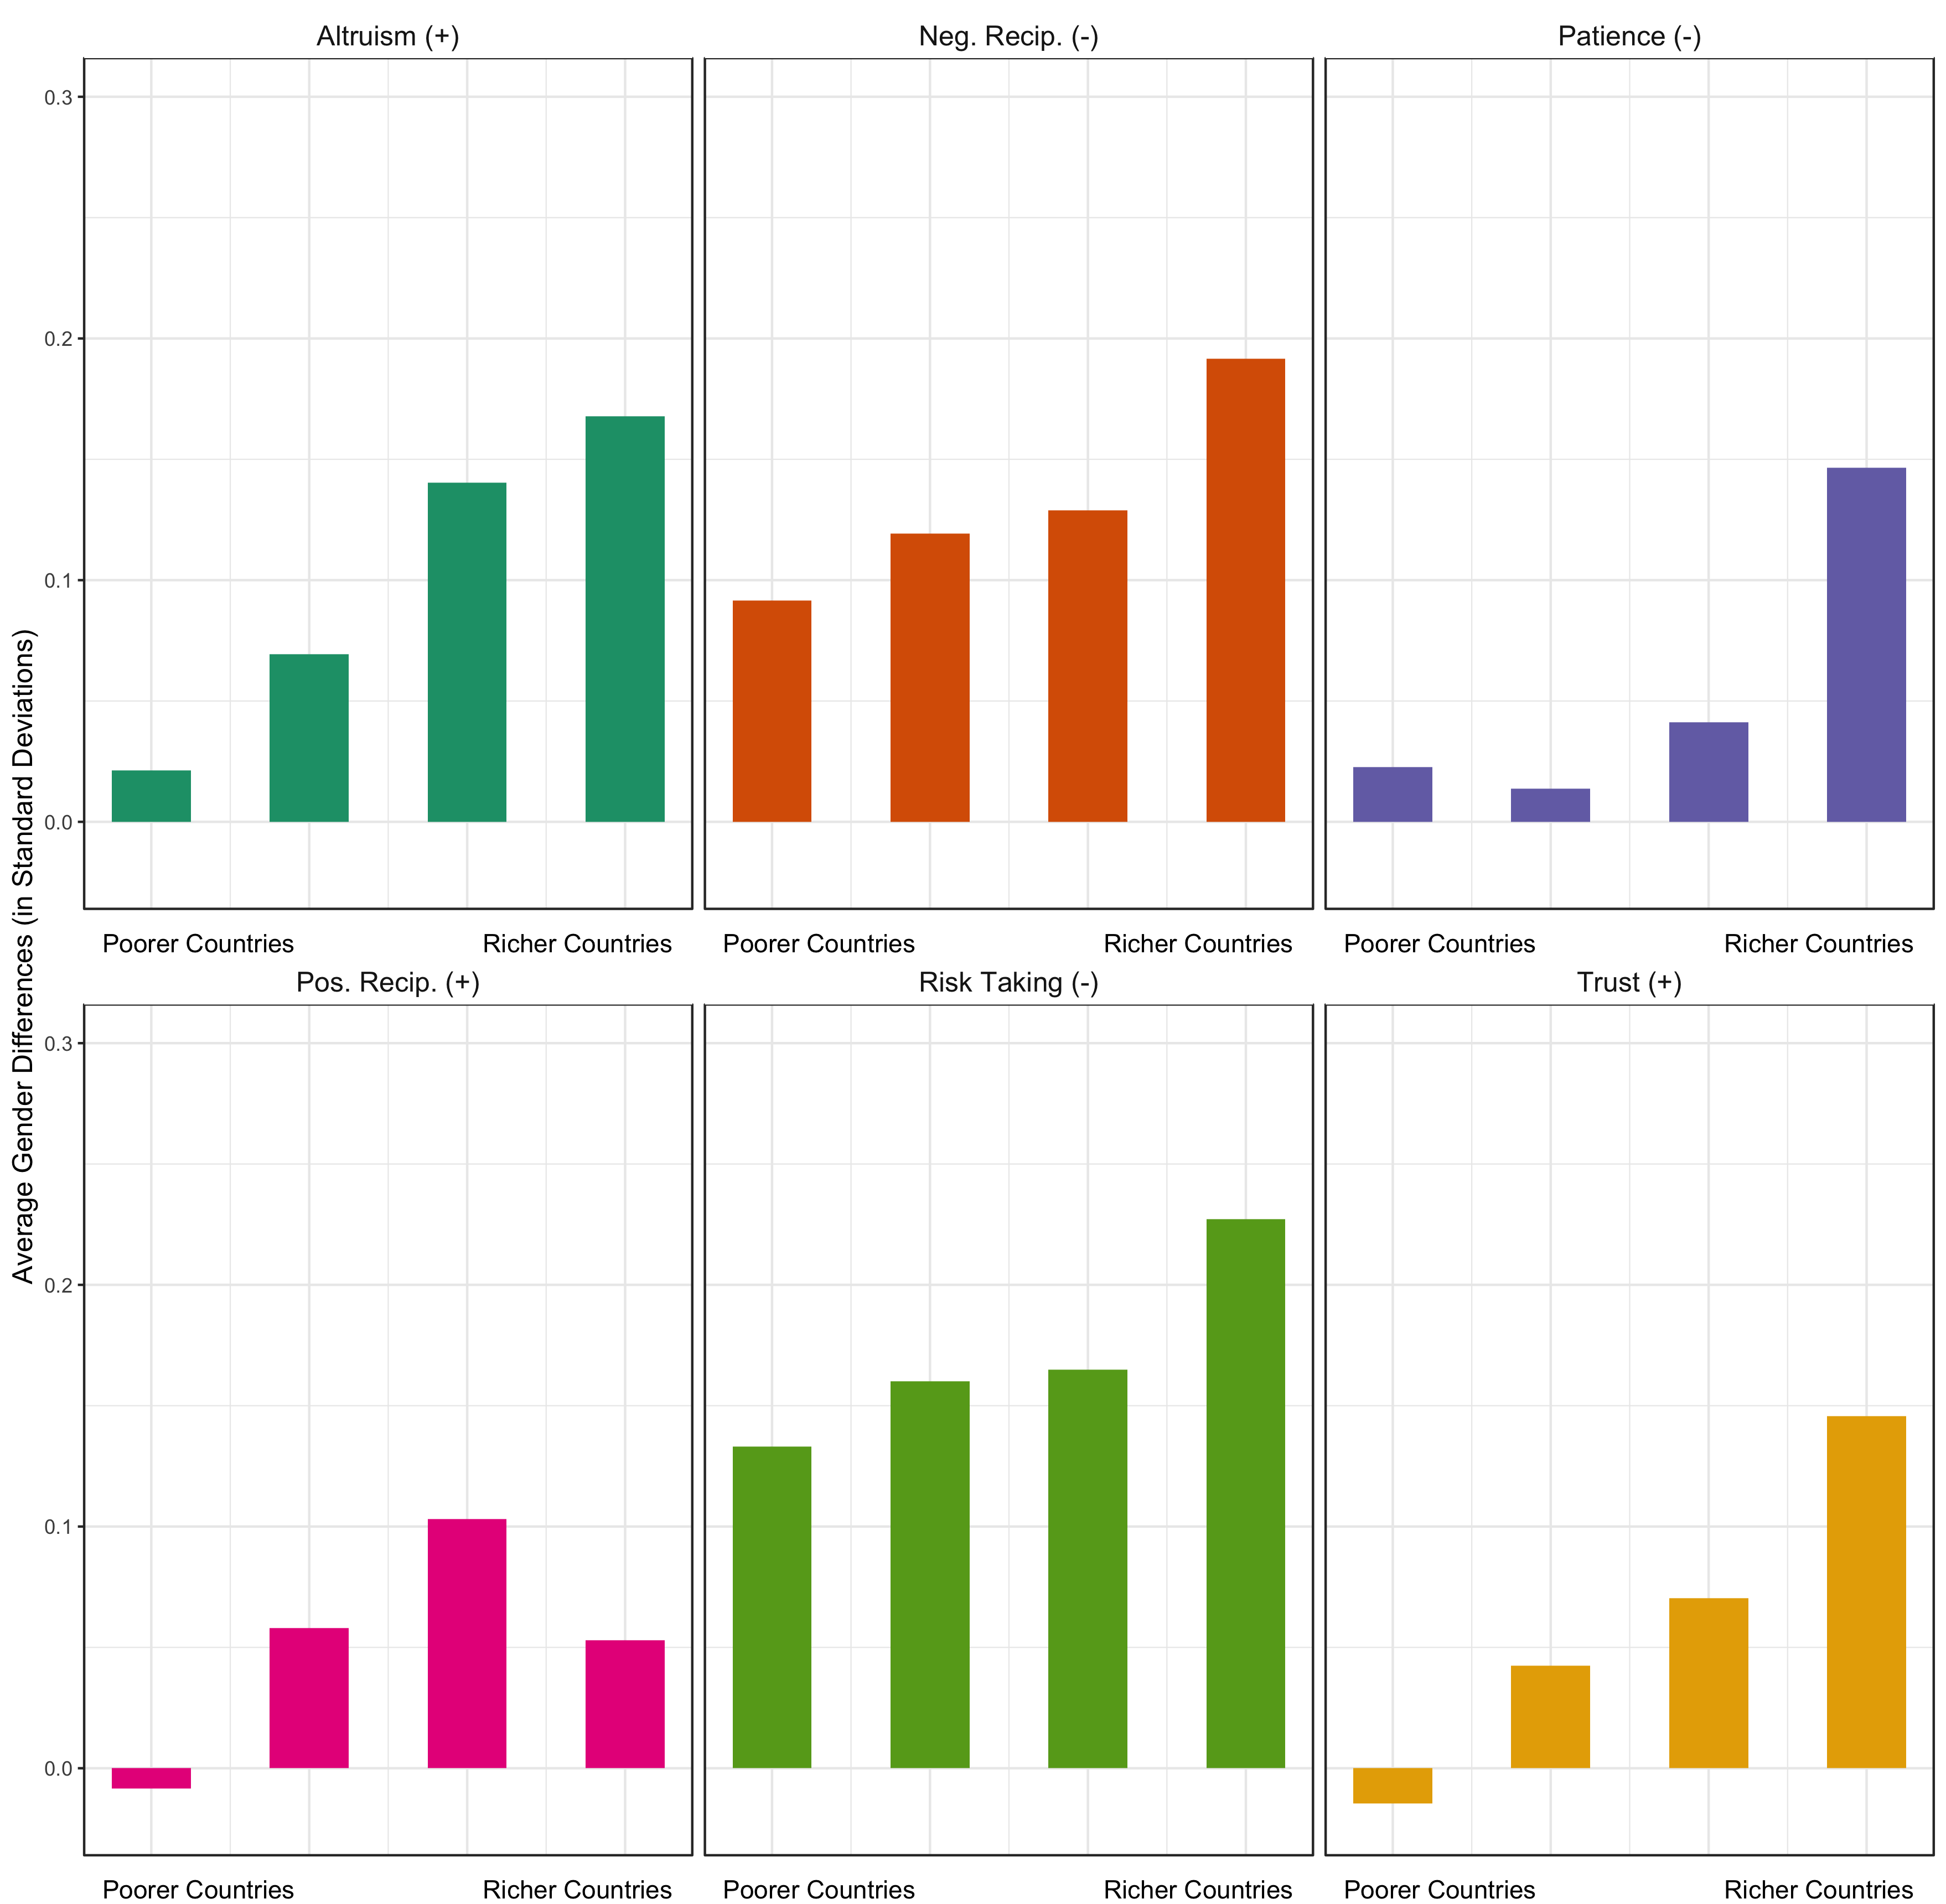 Altruism (+)
Neg. Recip. (-)
Patience (-)
0.3
0.2
0.1
0.0
Poorer Countries
Richer Countries
Poorer Countries
Richer Countries
Poorer Countries
Richer Countries
Average Gender Differences (in Standard Deviations)
Pos. Recip. (+)
Risk Taking (-)
Trust (+)
0.3
0.2
0.1
0.0
Poorer Countries
Richer Countries
Poorer Countries
Richer Countries
Poorer Countries
Richer Countries